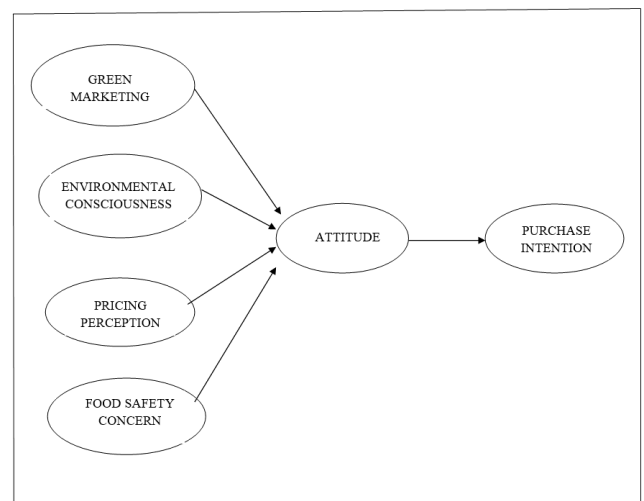 GREEN
MARKETING
ENVIRONMENTAL
CONSCIOUSNESS
PRICING
PERCEPTION
FOOD SAFETY
CONCERN
ATTITUDE
PURCHASE
INTENTION